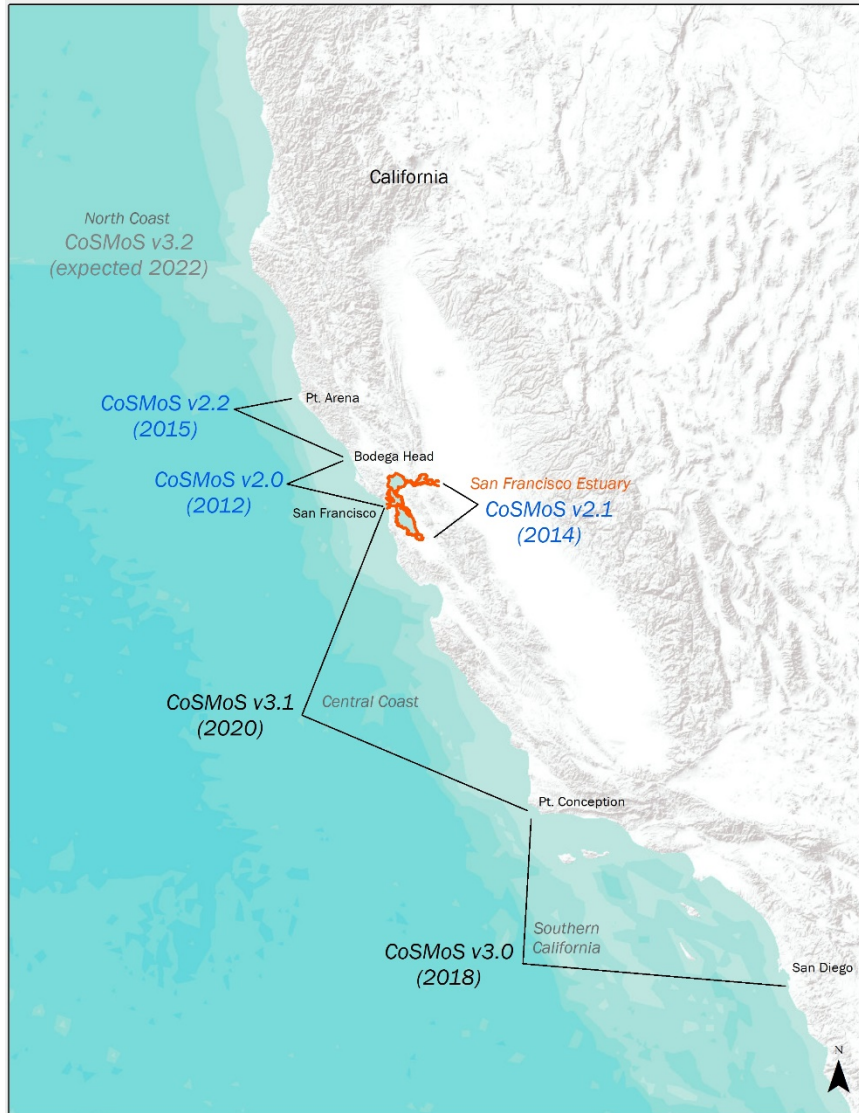 California
North Coast
CoSMoS v3.2
(expected 2022)
CoSMoS v2.2
(2015)
Pt. Arena
Bodega Head
CoSMoS v2.0
(2012)
San Francisco
San Francisco Estuary
CoSMoS v2.1
(2014)
CoSMoS v3.1
(2020)
Central Coast
Pt. Conception
Southern
California
CoSMoS v3.0
(2018)
San Diego
N